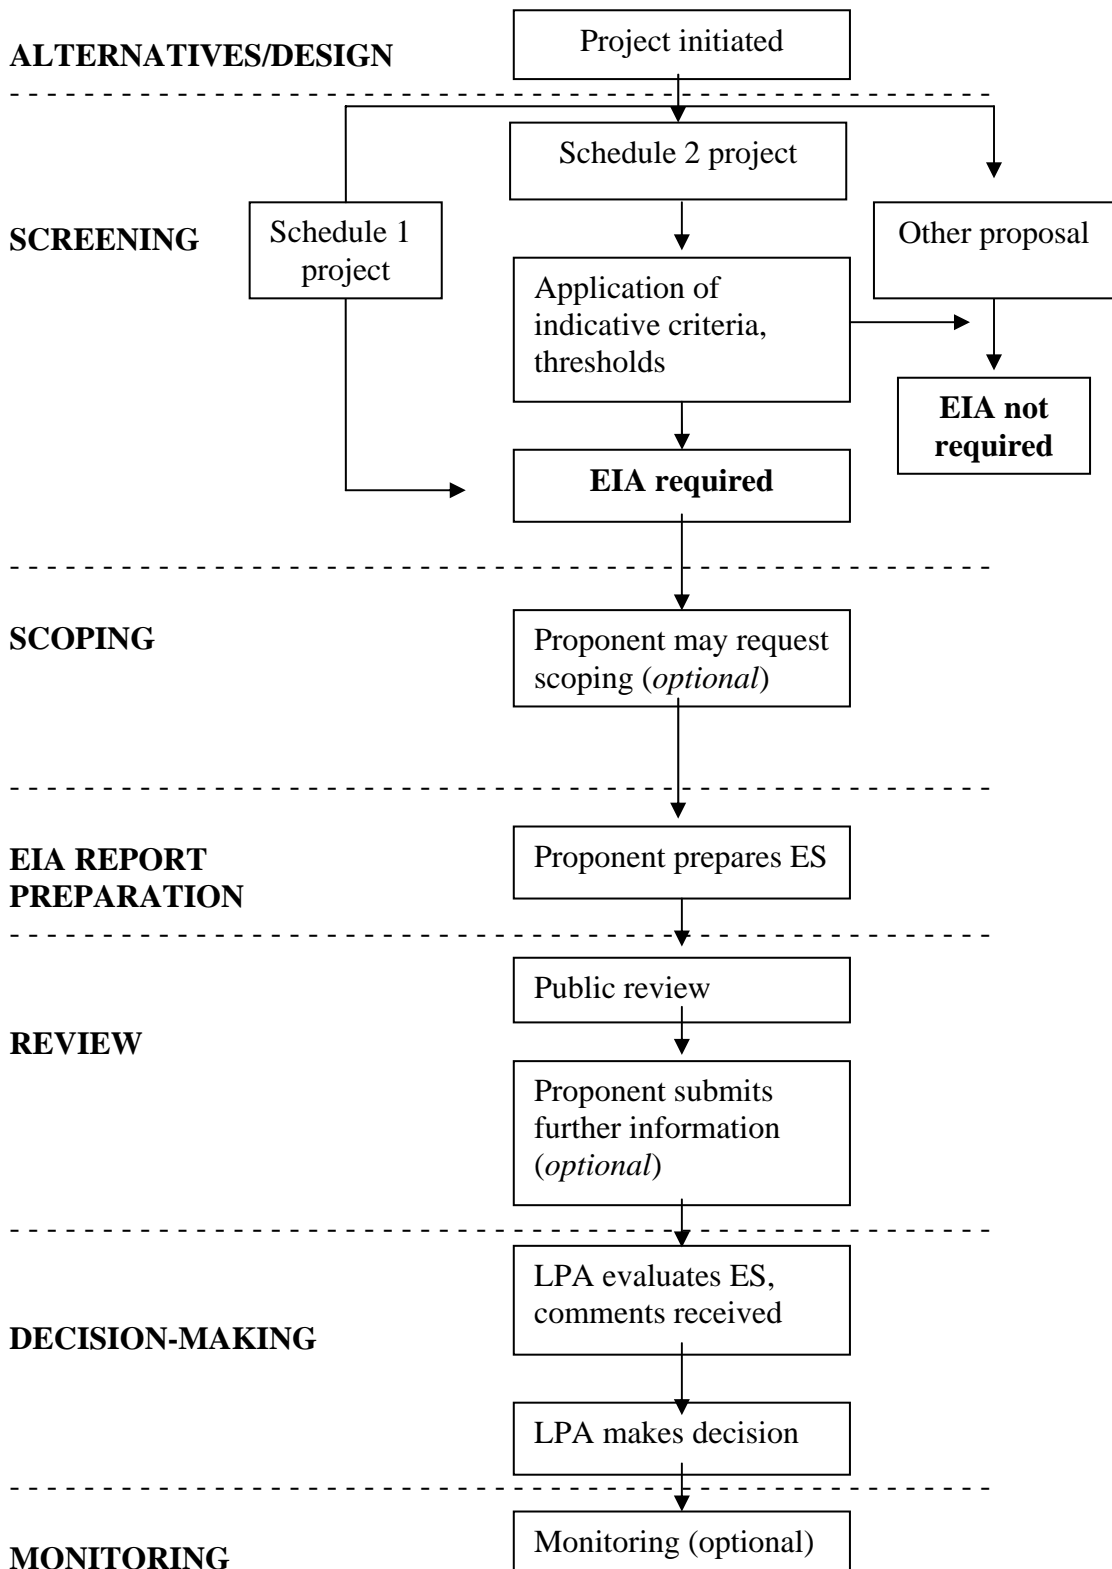 Project initiated
ALTERNATIVES/DESIGN
Schedule 2 project
Schedule 1
project
Other proposal
SCREENING
Application of
indicative criteria,
thresholds
EIA not
required
EIA required
SCOPING
Proponent may request
scoping (optional)
EIA REPORT
PREPARATION
Proponent prepares ES
Public review
REVIEW
Proponent submits
further information
(optional)
LPA evaluates ES,
comments received
DECISION-MAKING
LPA makes decision
Monitoring (optional)
MONITORING